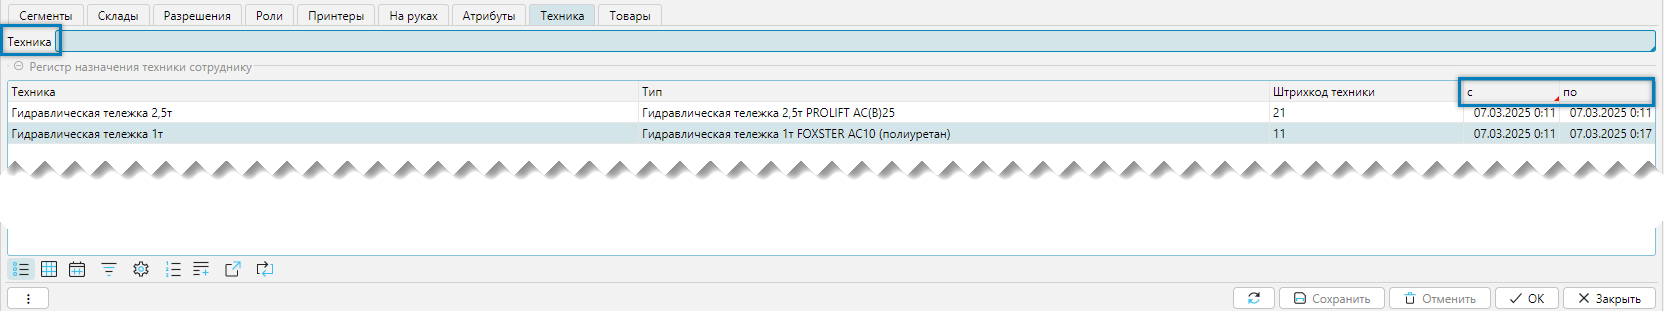 Сегменты Склады Разрешения Роли Принтеры На руках Атрибуты Техника Товары
Техника
Регистр назначения техники сотруднику
Техника Тип Штрихкод техники с по
Гидравлическая тележка 2,5т Гидравлическая тележка 2,5т PROLIFT AC(B)25 21 07.03.2025 0:11 07.03.2025 0:11
Гидравлическая тележка 1т Гидравлическая тележка 1т FOXSTER AC10 (полиуретан) 11 07.03.2025 0:11 07.03.2025 0:17
Сохранить Отменить ОК Закрыть